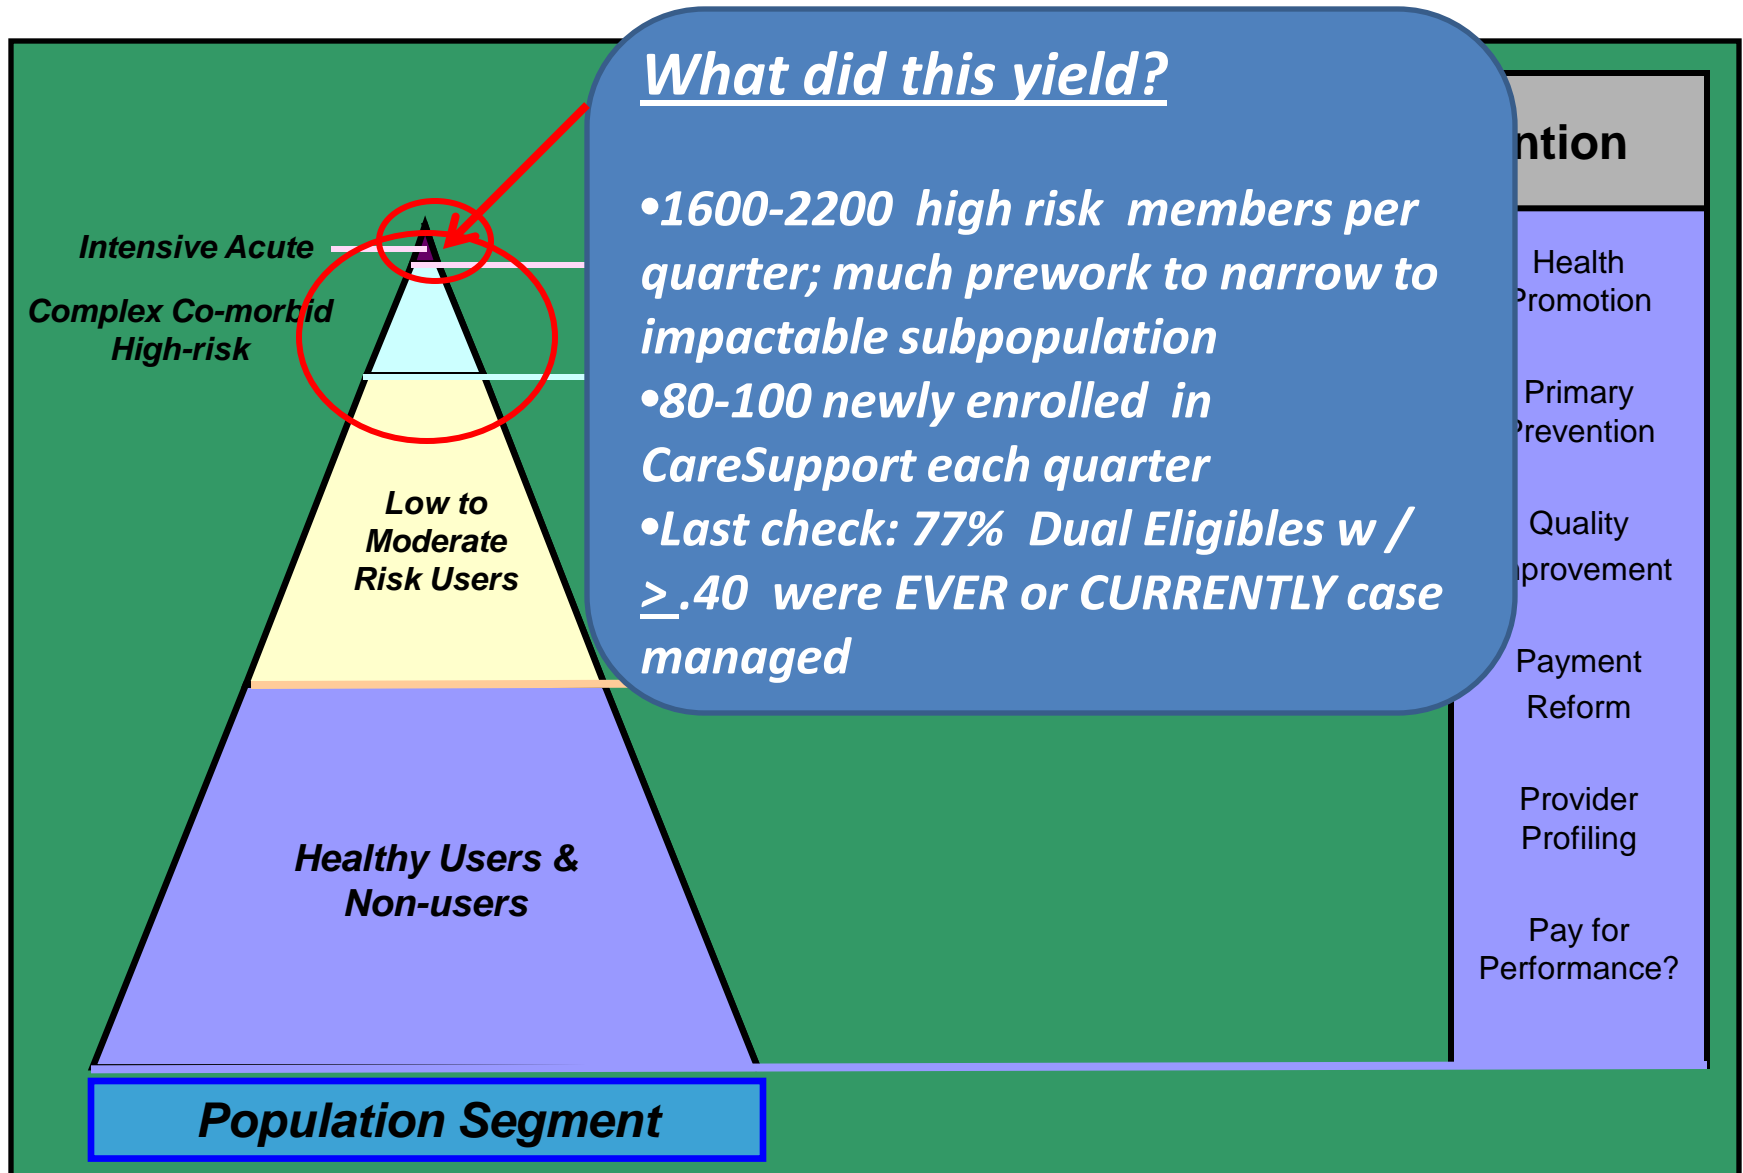 What did this yield?
•1600-2200 high risk members per
quarter; much prework to narrow to
impactable subpopulation
•80-100 newly enrolled in
CareSupport each quarter
•Last check: 77% Dual Eligibles w /
> .40 were EVER or CURRENTLY case
managed
Intensive Acute
Complex Co-morbid
High-risk
Low to
Moderate
Risk Users
Healthy Users &
Non-users
Population Segment
ntion
Health
Promotion
Primary
Prevention
Quality
mprovement
Payment
Reform
Provider
Profiling
Pay for
Performance?